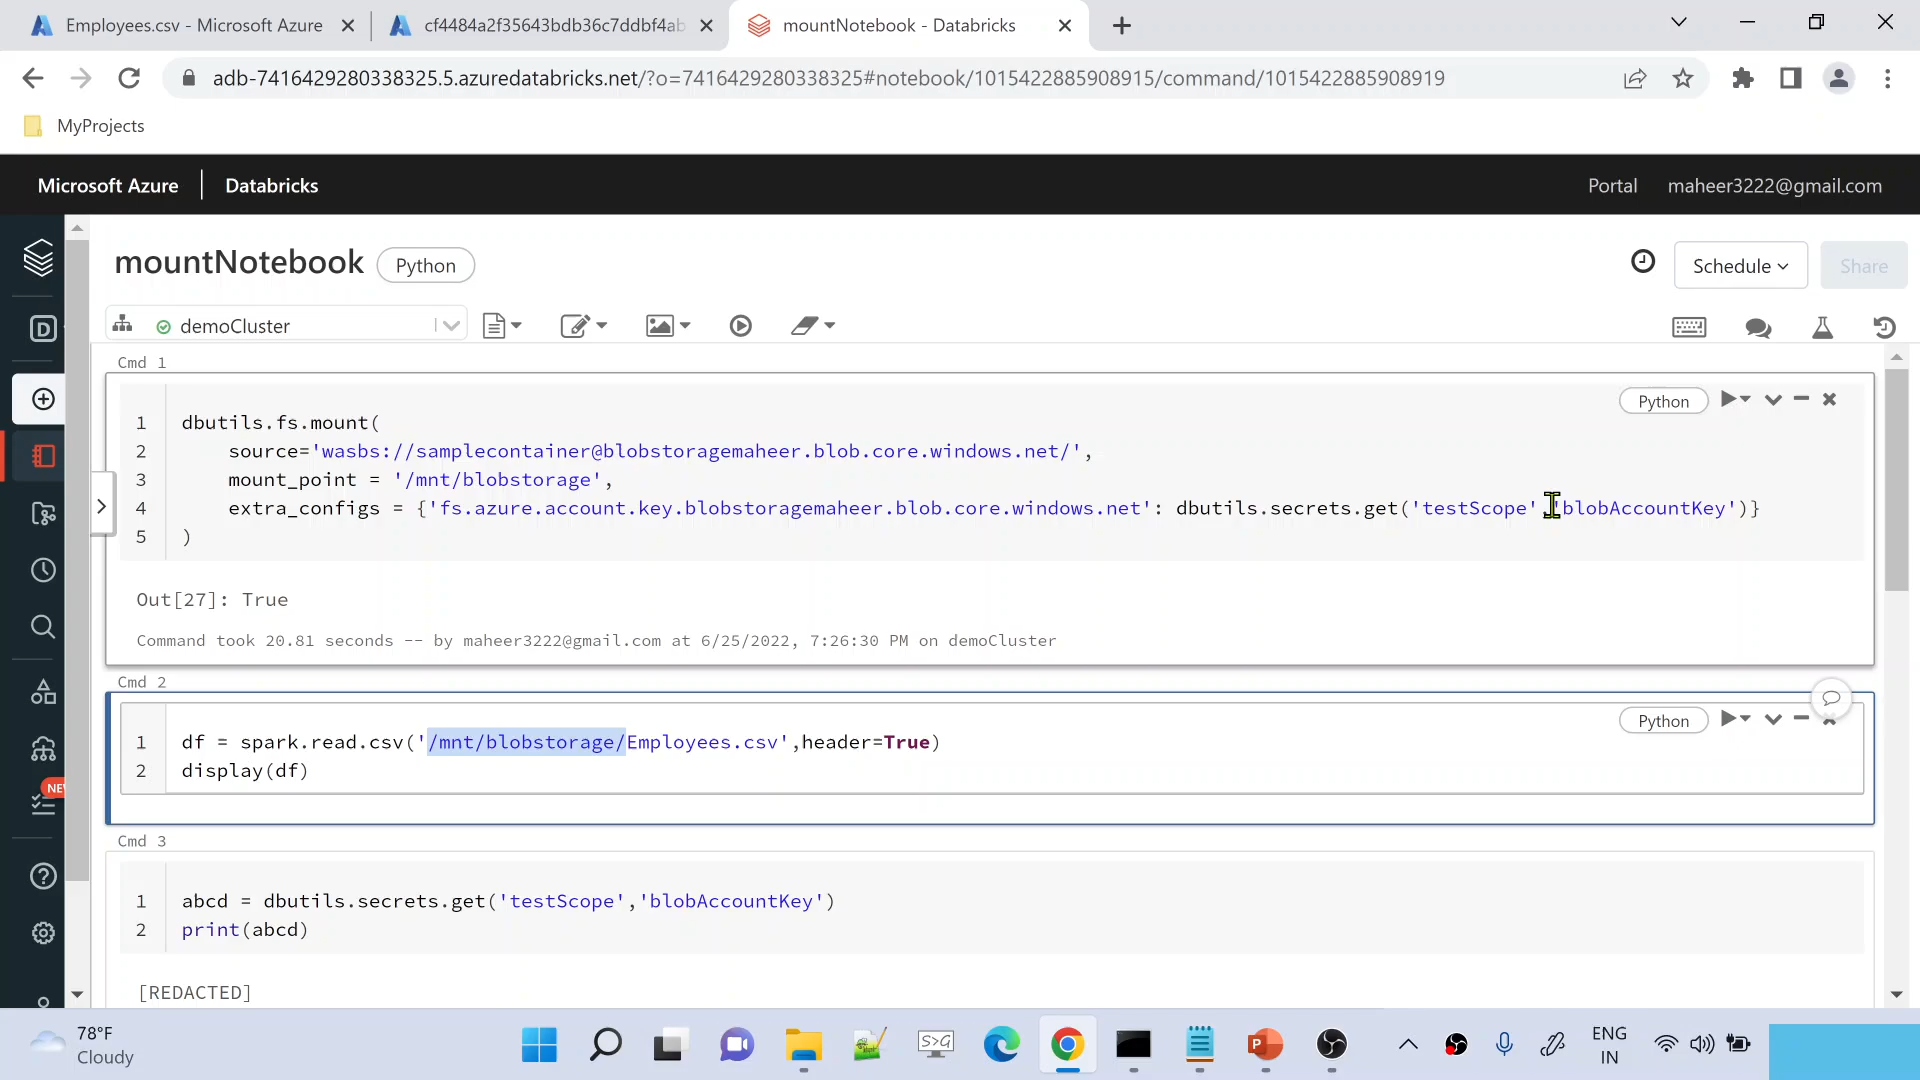 Employees.csv - Microsoft Azure
cf4484a2f35643bdb36c7ddbf4ab
mountNotebook - Databricks
adb-7416429280338325.5.azuredatabricks.net/?o=7416429280338325#notebook/1015422885908915/command/1015422885908919
MyProjects
Microsoft Azure
Databricks
Portal
maheer3222@gmail.com
mountNotebook
Python
Schedule
Share
demoCluster
Cmd 1
Python
1 dbutils.fs.mount(
2 source='wasbs://samplecontainer@blobstoragemaheer.blob.core.windows.net/',
3 mount_point = '/mnt/blobstorage',
4 extra_configs = {'fs.azure.account.key.blobstoragemaheer.blob.core.windows.net': dbutils.secrets.get('testScope','blobAccountKey')}
5 )
Out[27]: True
Command took 20.81 seconds -- by maheer3222@gmail.com at 6/25/2022, 7:26:30 PM on demoCluster
Cmd 2
Python
1 df = spark.read.csv('/mnt/blobstorage/Employees.csv',header=True)
2 display(df)
Cmd 3
1 abcd = dbutils.secrets.get('testScope','blobAccountKey')
2 print(abcd)
[REDACTED]
D
NEW
78°F
Cloudy
S>G
ENG
IN